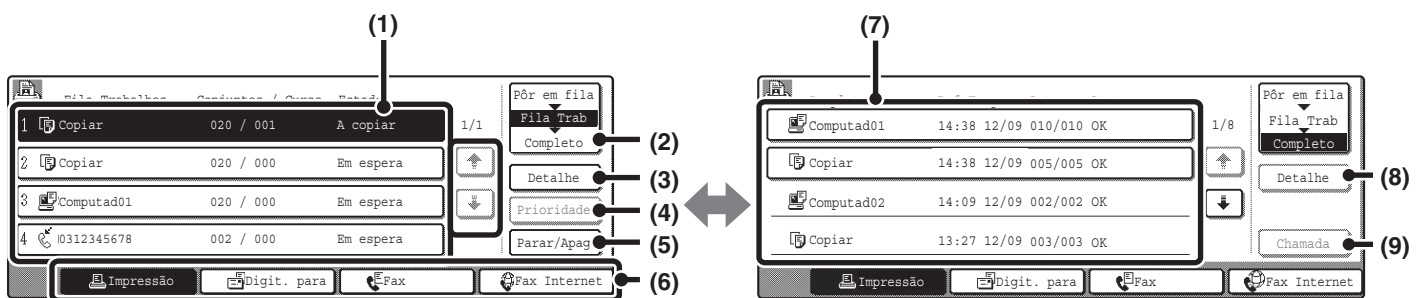 (1)
(7)
Pôr em fila
Fila Trab
Completo
1/1
1 Copiar 020 / 001 A copiar
2 Copiar 020 / 000 Em espera
3 Computad01 020 / 000 Em espera
4 0312345678 002 / 000 Em espera
Detalhe
Prioridade
Parar/Apag
(2)
(3)
(4)
(5)
(6)
Impressão Digit. para Fax Fax Internet
Computad01 14:38 12/09 010/010 OK
Copiar 14:38 12/09 005/005 OK
Computad02 14:09 12/09 002/002 OK
Copiar 13:27 12/09 003/003 OK
1/8
Pôr em fila
Fila Trab
Completo
Detalhe
Chamada
(8)
(9)
Impressão Digit. para Fax Fax Internet